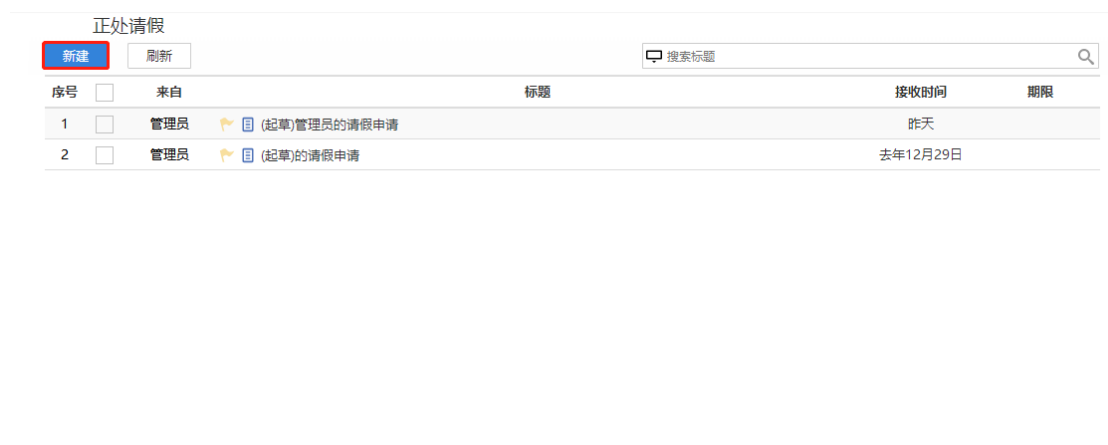 正处请假
新建 刷新 搜索标题
序号 来自 标题 接收时间 期限
1 管理员 (起草)管理员的请假申请 昨天
2 管理员 (起草)的请假申请 去年12月29日